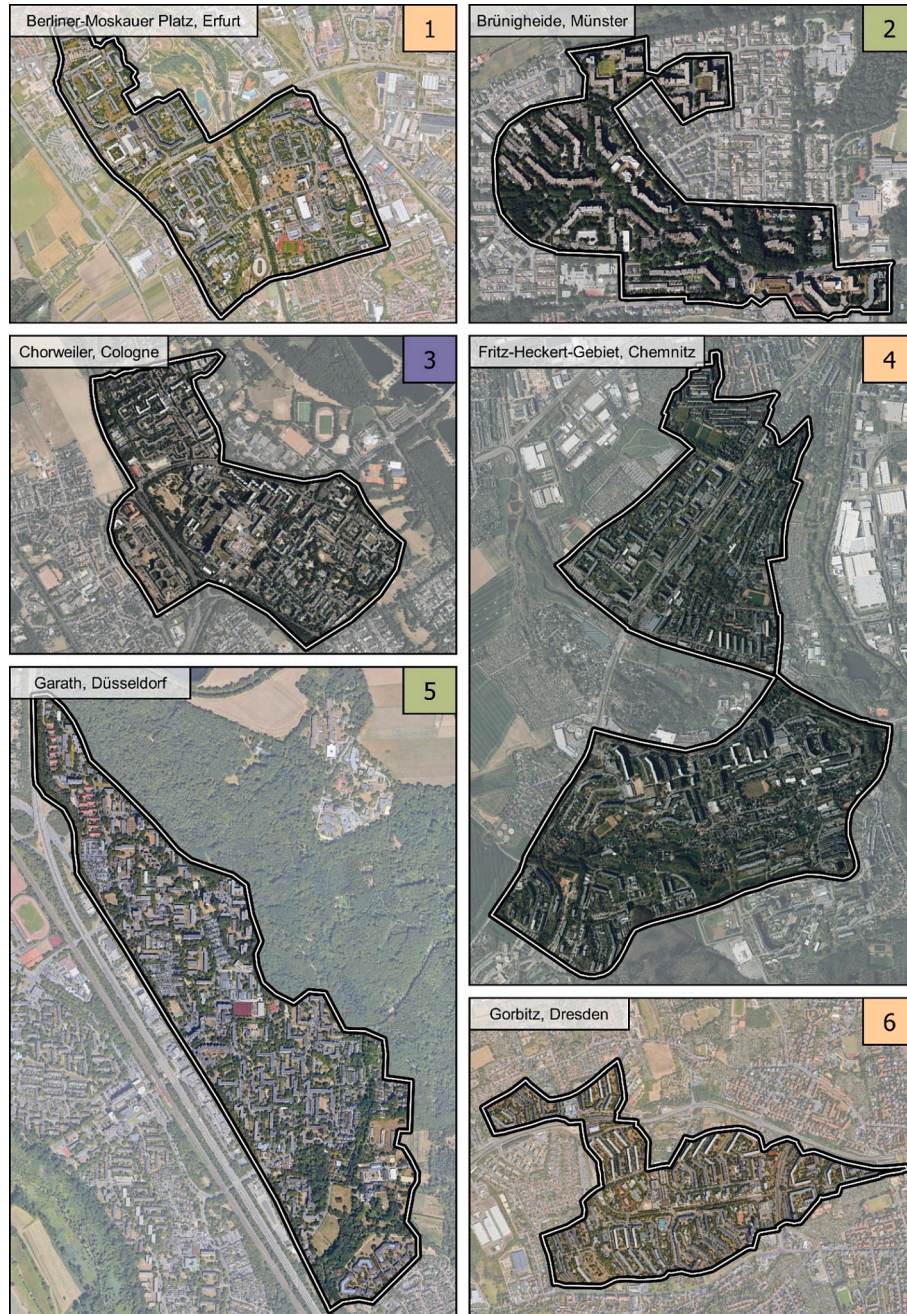 Berliner-Moskauer Platz, Erfurt
1
Brünigheide, Münster
2
Chorweiler, Cologne
3
Fritz-Heckert-Gebiet, Chemnitz
4
Garath, Düsseldorf
5
Gorbitz, Dresden
6